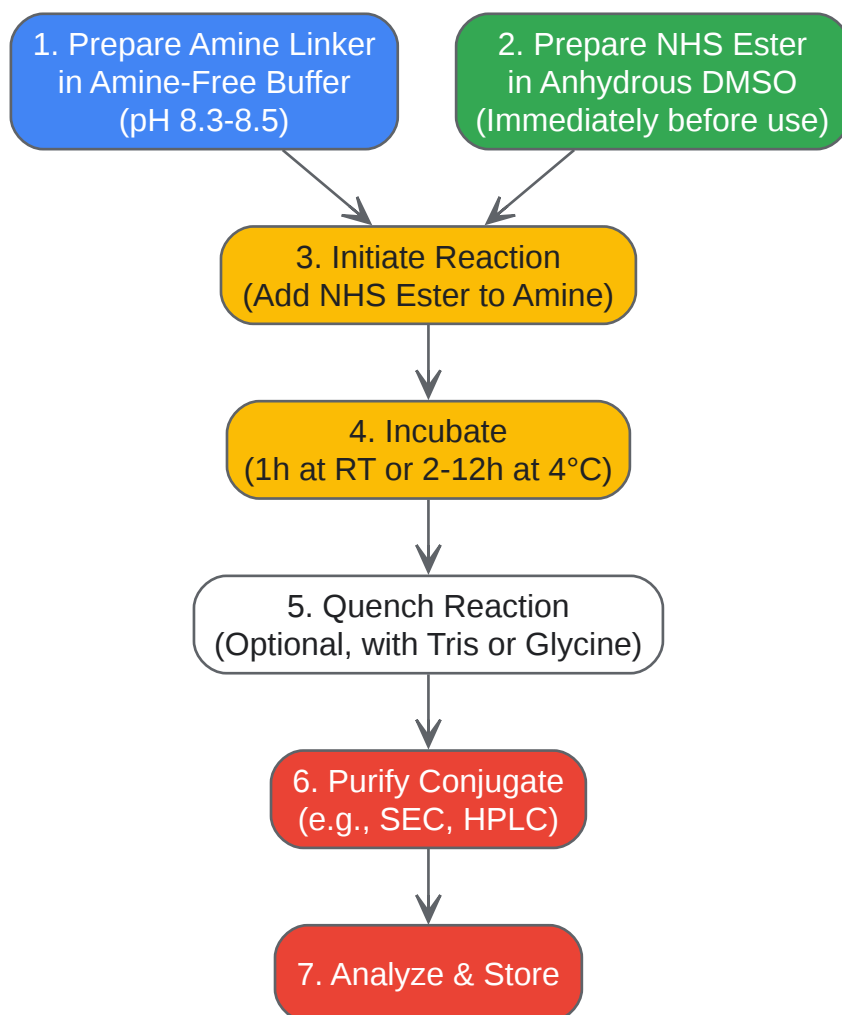 1. Prepare Amine Linker
in Amine-Free Buffer
(pH 8.3-8.5)
2. Prepare NHS Ester
in Anhydrous DMSO
(Immediately before use)
3. Initiate Reaction
(Add NHS Ester to Amine)
4. Incubate
(1h at RT or 2-12h at 4°C)
5. Quench Reaction
(Optional, with Tris or Glycine)
6. Purify Conjugate
(e.g., SEC, HPLC)
7. Analyze & Store